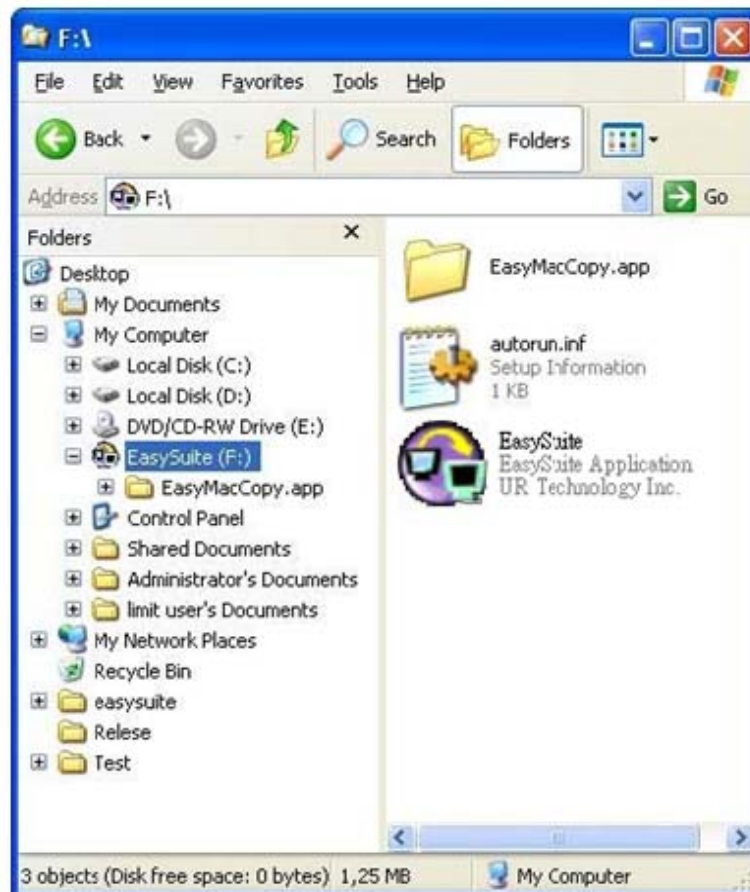 F:\
File Edit View Favorites Tools Help
Back Search Folders
Address F:\ Go
Folders
Desktop
My Documents
My Computer
Local Disk (C:)
Local Disk (D:)
DVD/CD-RW Drive (E:)
EasySuite (F:)
EasyMacCopy.app
Control Panel
Shared Documents
Administrator's Documents
limit user's Documents
My Network Places
Recycle Bin
easysuite
Relese
Test
EasyMacCopy.app
autorun.inf
Setup Information
1 KB
EasySuite
EasySuite Application
UR Technology Inc.
3 objects (Disk free space: 0 bytes) 1,25 MB My Computer